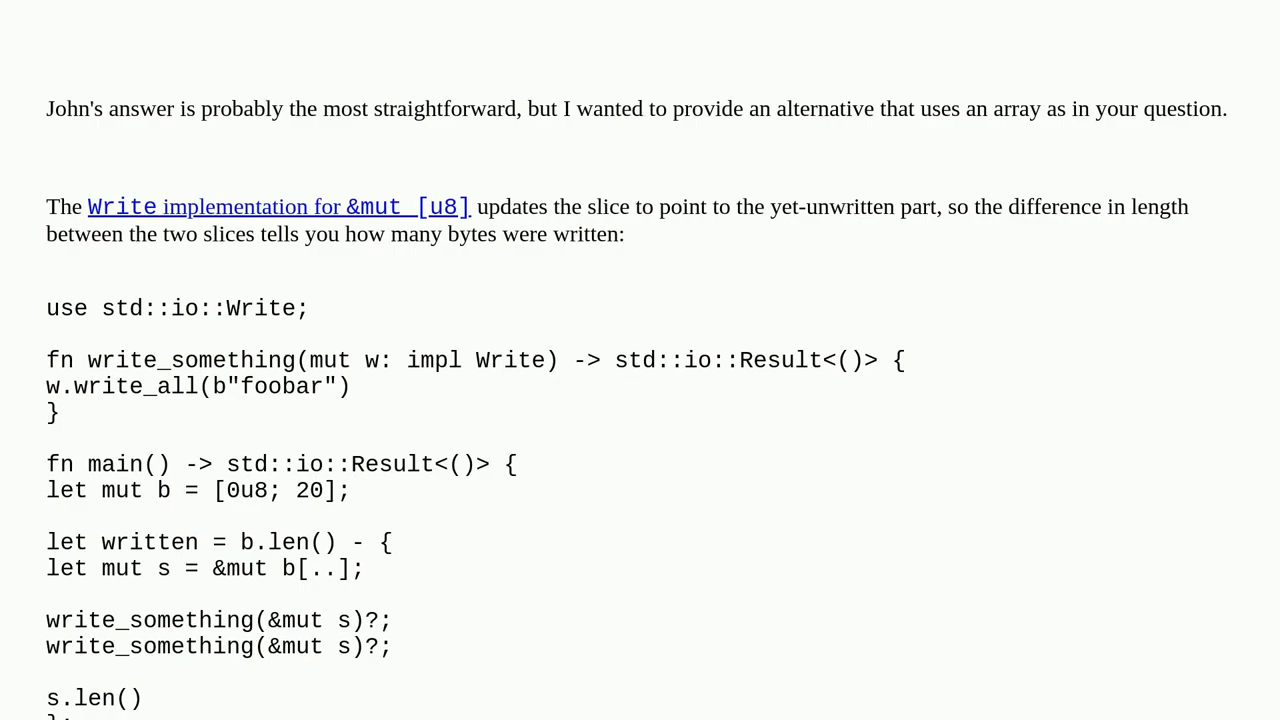 John's answer is probably the most straightforward, but I wanted to provide an alternative that uses an array as in your question.
The Write implementation for &mut [u8] updates the slice to point to the yet-unwritten part, so the difference in length
between the two slices tells you how many bytes were written:
use std::io::Write;
fn write_something(mut w: impl Write) -> std::io::Result<()> {
w.write_all(b"foobar")
}
fn main() -> std::io::Result<()> {
let mut b = [0u8; 20];
let written = b.len() - {
let mut s = &mut b[..];
write_something(&mut s)?;
write_something(&mut s)?;
s.len()